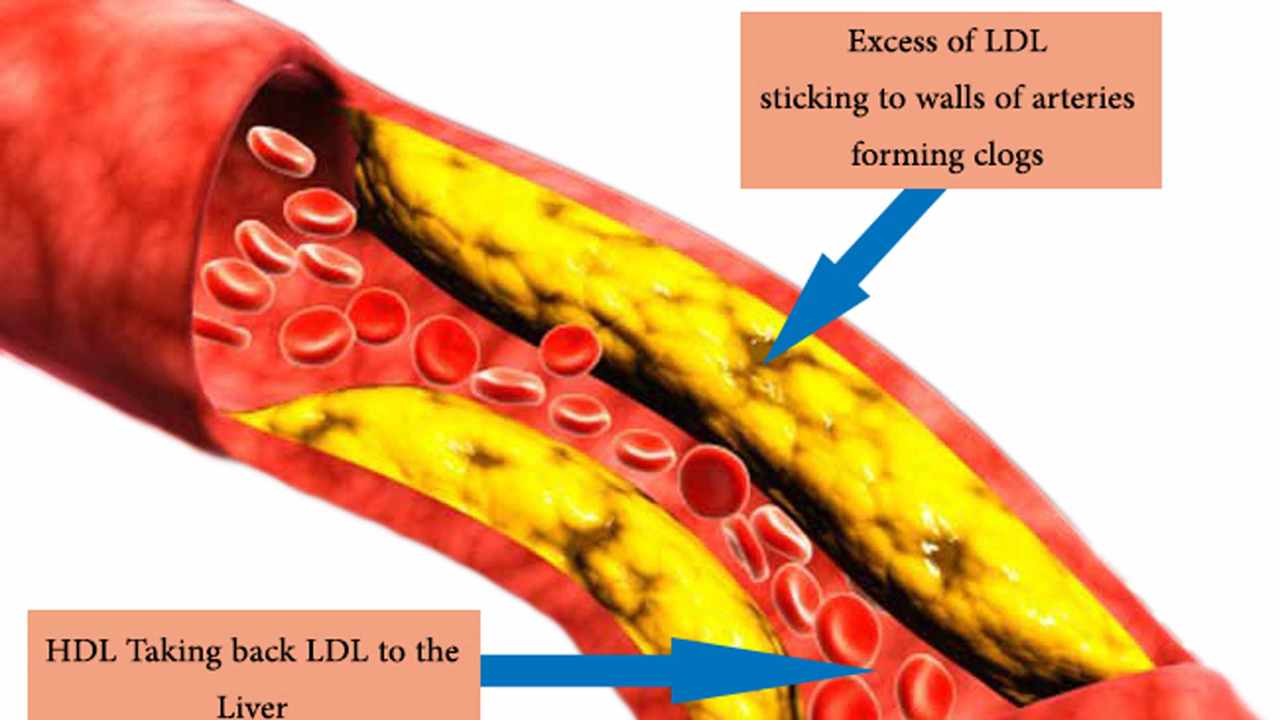 Excess of LDL
sticking to walls of arteries
forming clogs
HDL Taking back LDL to the
Liver